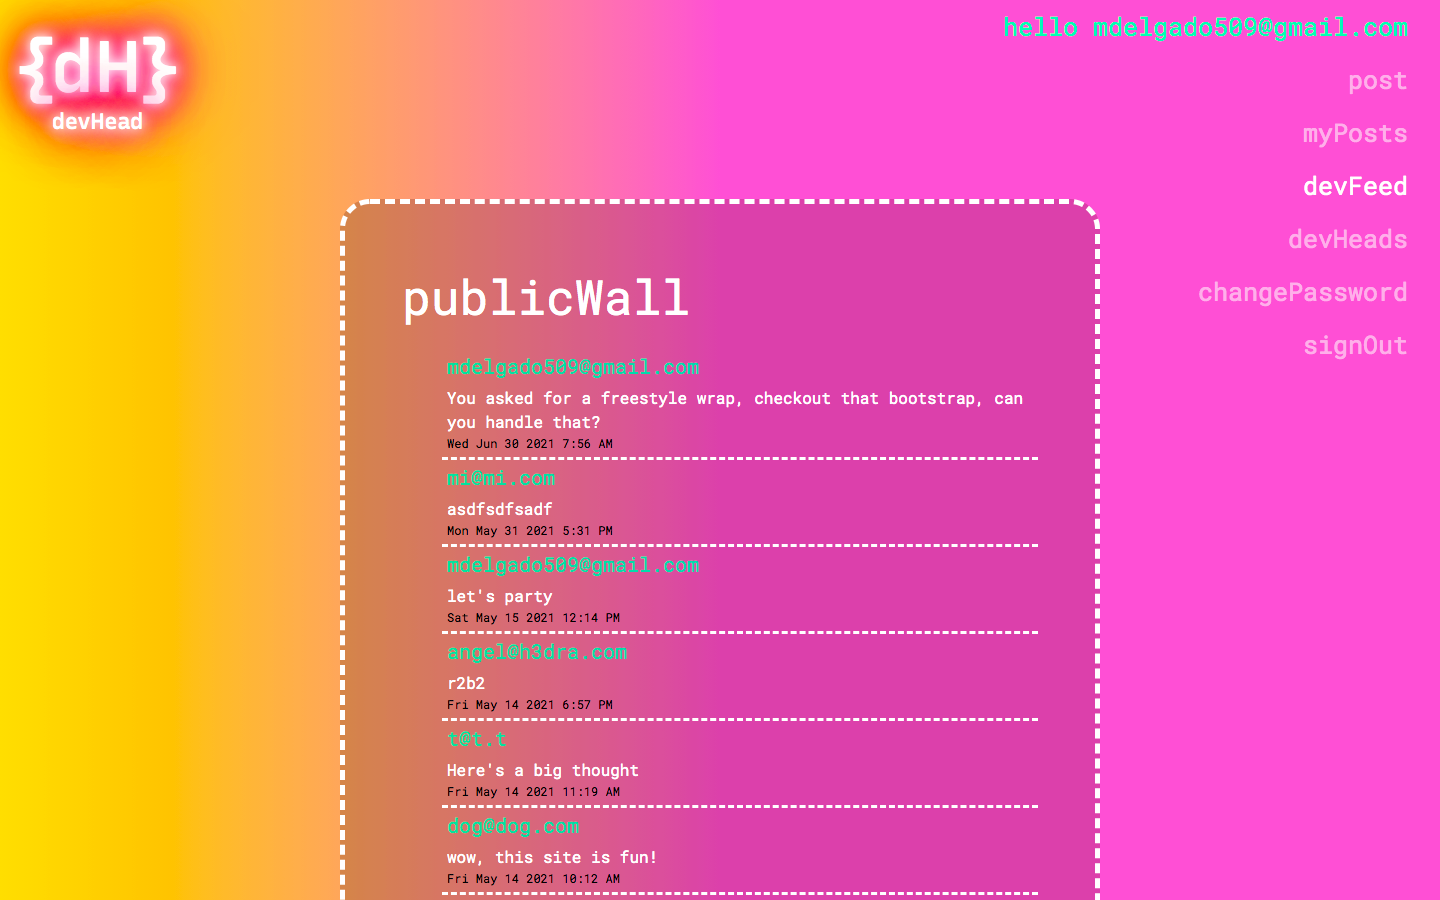 {dH}
devHead
hello mdelgado509@gmail.com
post
myPosts
devFeed
devHeads
changePassword
signOut
publicWall
mdelgado509@gmail.com
You asked for a freestyle wrap, checkout that bootstrap, can
you handle that?
Wed Jun 30 2021 7:56 AM
mi@mi.com
asdfsdfsadf
Mon May 31 2021 5:31 PM
mdelgado509@gmail.com
let's party
Sat May 15 2021 12:14 PM
angel@h3dra.com
r2b2
Fri May 14 2021 6:57 PM
t@t.t
Here's a big thought
Fri May 14 2021 11:19 AM
dog@dog.com
wow, this site is fun!
Fri May 14 2021 10:12 AM